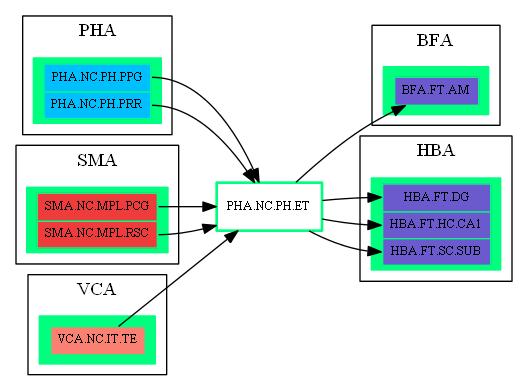 PHA
PHA.NC.PH.PPG
PHA.NC.PH.PRR
SMA
SMA.NC.MPL.PCG
SMA.NC.MPL.RSC
VCA
VCA.NC.IT.TE
PHA.NC.PH.ET
BFA
BFA.FT.AM
HBA
HBA.FT.DG
HBA.FT.HC.CA1
HBA.FT.SC.SUB